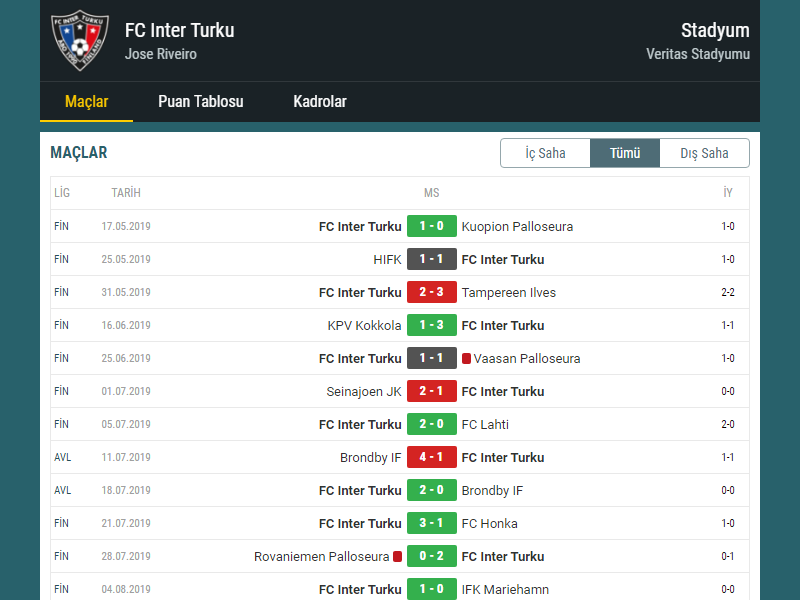 FC INTER TURKU
FC Inter Turku
Jose Riveiro
Stadyum
Veritas Stadyumu
Maçlar Puan Tablosu Kadrolar
MAÇLAR İç Saha Tümü Dış Saha
LİG TARİH MS İY
FİN 17.05.2019 FC Inter Turku 1 - 0 Kuopion Palloseura 1-0
FİN 25.05.2019 HIFK 1 - 1 FC Inter Turku 1-0
FİN 31.05.2019 FC Inter Turku 2 - 3 Tampereen Ilves 2-2
FİN 16.06.2019 KPV Kokkola 1 - 3 FC Inter Turku 1-1
FİN 25.06.2019 FC Inter Turku 1 - 1 Vaasan Palloseura 1-0
FİN 01.07.2019 Seinajoen JK 2 - 1 FC Inter Turku 0-0
FİN 05.07.2019 FC Inter Turku 2 - 0 FC Lahti 2-0
AVL 11.07.2019 Brondby IF 4 - 1 FC Inter Turku 1-1
AVL 18.07.2019 FC Inter Turku 2 - 0 Brondby IF 0-0
FİN 21.07.2019 FC Inter Turku 3 - 1 FC Honka 1-0
FİN 28.07.2019 Rovaniemen Palloseura 0 - 2 FC Inter Turku 0-1
FİN 04.08.2019 FC Inter Turku 1 - 0 IFK Mariehamn 0-0